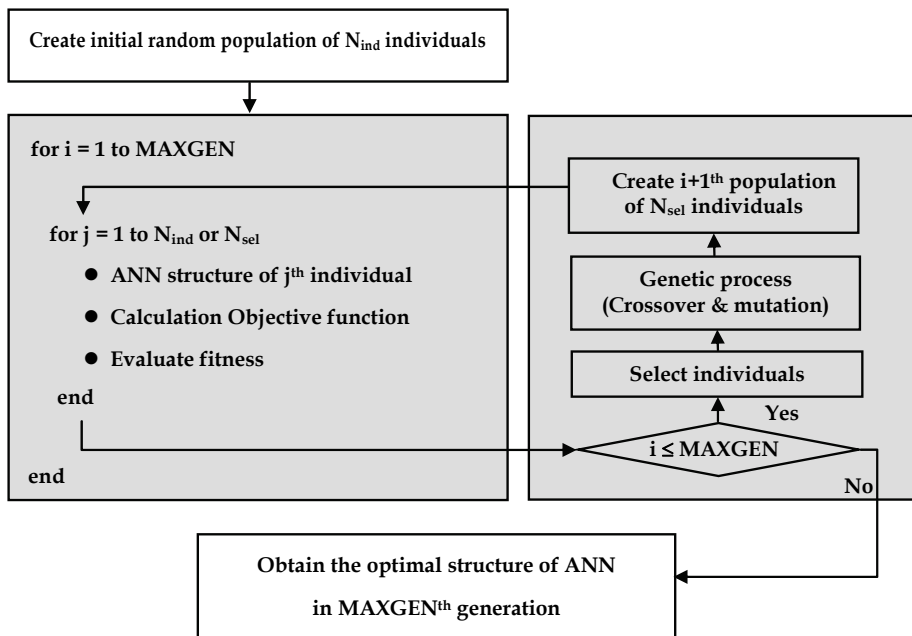 Create initial random population of Nind individuals
for i = 1 to MAXGEN
for j = 1 to Nind or Nsel
● ANN structure of jth individual
● Calculation Objective function
● Evaluate fitness
end
end
Create i+1th population
of Nsel individuals
Genetic process
(Crossover & mutation)
Select individuals
Yes
i ≤ MAXGEN
No
Obtain the optimal structure of ANN
in MAXGENth generation